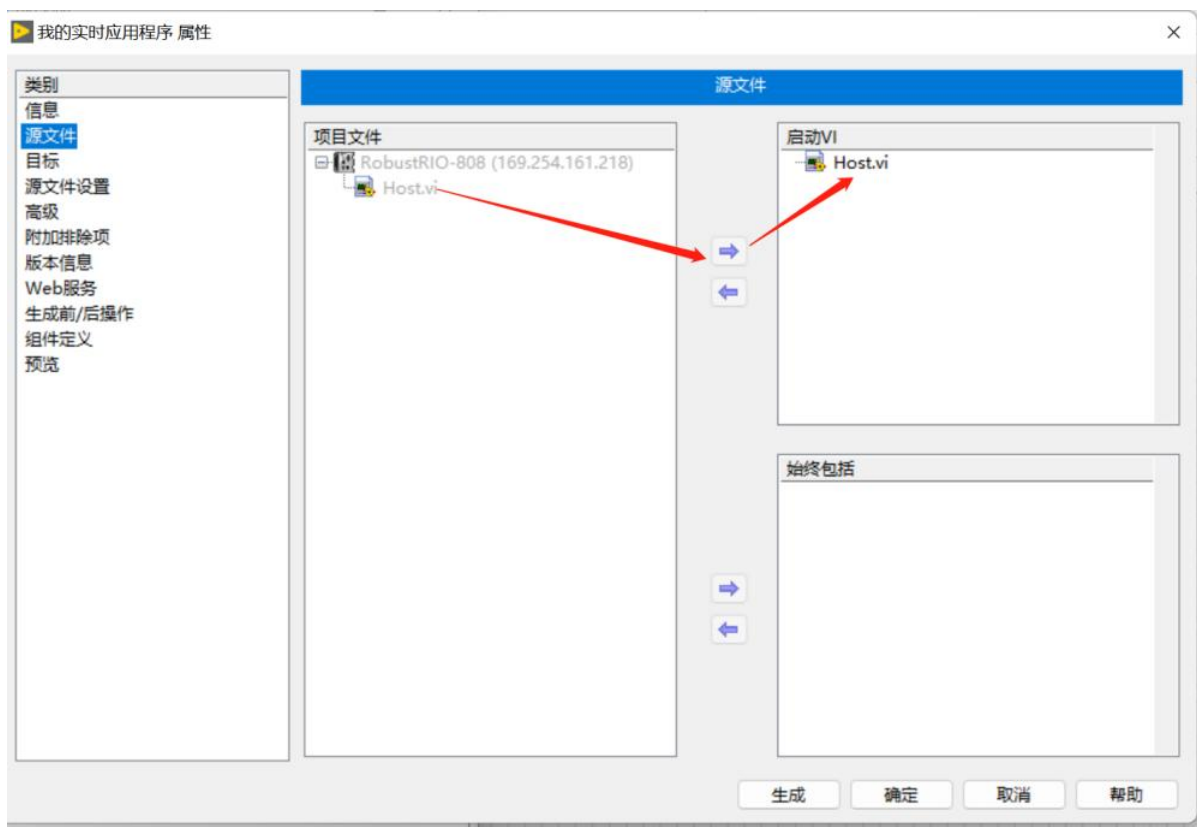 我的实时应用程序 属性
类别
信息
源文件
目标
源文件设置
高级
附加排除项
版本信息
Web服务
生成前/后操作
组件定义
预览
源文件
项目文件
RobustRIO-808 (169.254.161.218)
Host.vi
启动VI
Host.vi
始终包括
生成
确定
取消
帮助